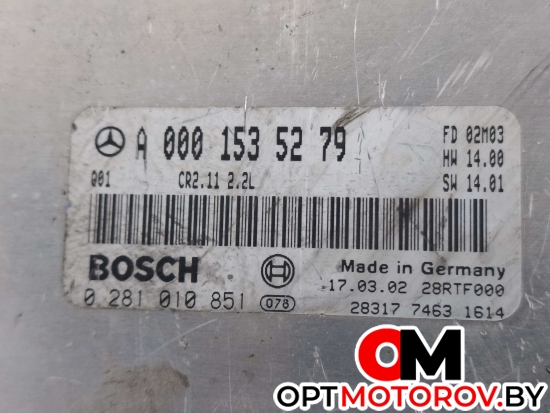 A 000 153 52 79
FD 02M03
HW 14.00
SW 14.01
Q01 CR2.11 2.2L
BOSCH
Made in Germany
17.03.02 28RTF000
0 281 010 851 078
28317 7463 1614
OM
OPTMOTOROV.BY